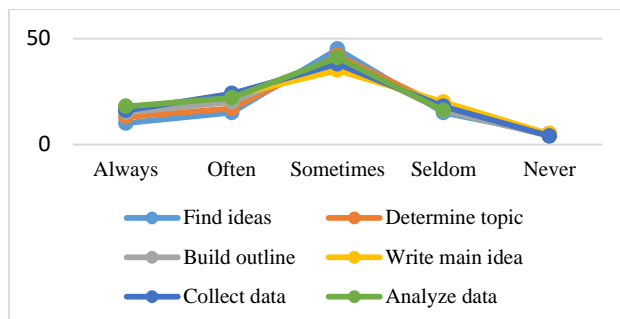 50
0
Always Often Sometimes Seldom Never
Find ideas Determine topic
Build outline Write main idea
Collect data Analyze data